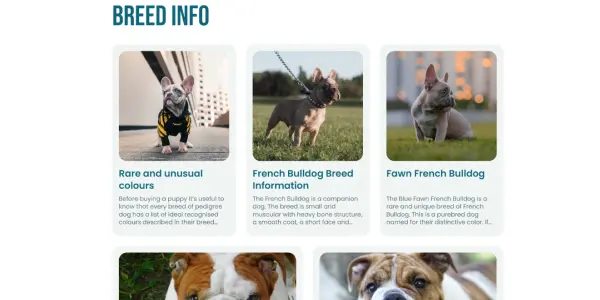 BREED INFO
Rare and unusual
colours
Before buying a puppy it's useful to
know that every breed of pedigree
dog has a list of ideal recognised
colours described in their breed...
French Bulldog Breed
Information
The French Bulldog is a companion
dog. The breed is small and
muscular with heavy bone structure,
a smooth coat, a short face and...
Fawn French Bulldog
The Blue Fawn French Bulldog is a
rare and unique breed of French
Bulldog. This is a purebred dog
named for their distinctive color. If...